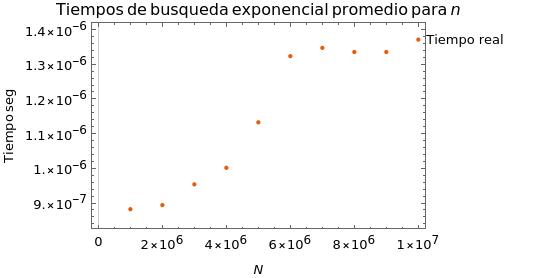 Tiempos de busqueda exponencial promedio para n
1.4×10⁻⁶
Tiempo real
1.3×10⁻⁶
1.2×10⁻⁶
1.1×10⁻⁶
1.×10⁻⁶
9.×10⁻⁷
Tiempo seg
0 2×10⁶ 4×10⁶ 6×10⁶ 8×10⁶ 1×10⁷
N